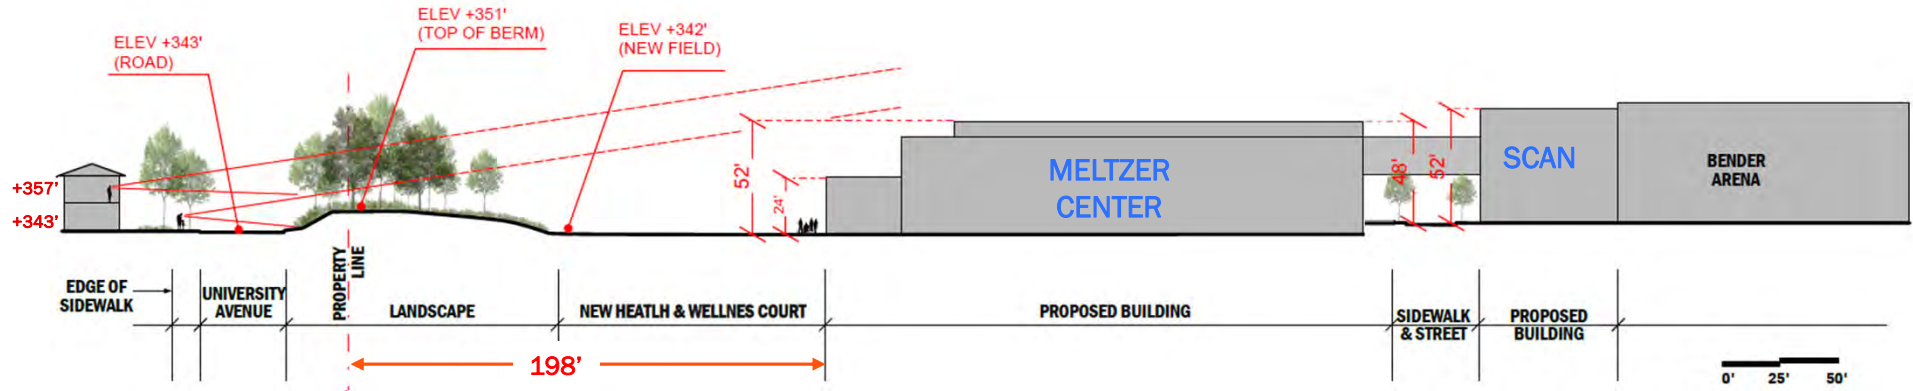 ELEV +343'
(ROAD)
ELEV +351'
(TOP OF BERM)
ELEV +342'
(NEW FIELD)
+357'
+343'
52'
24'
MELTZER
CENTER
48'
52'
SCAN
BENDER
ARENA
EDGE OF
SIDEWALK
UNIVERSITY
AVENUE
PROPERTY
LINE
LANDSCAPE
NEW HEATLH & WELLNES COURT
PROPOSED BUILDING
SIDEWALK
& STREET
PROPOSED
BUILDING
198'
0' 25' 50'